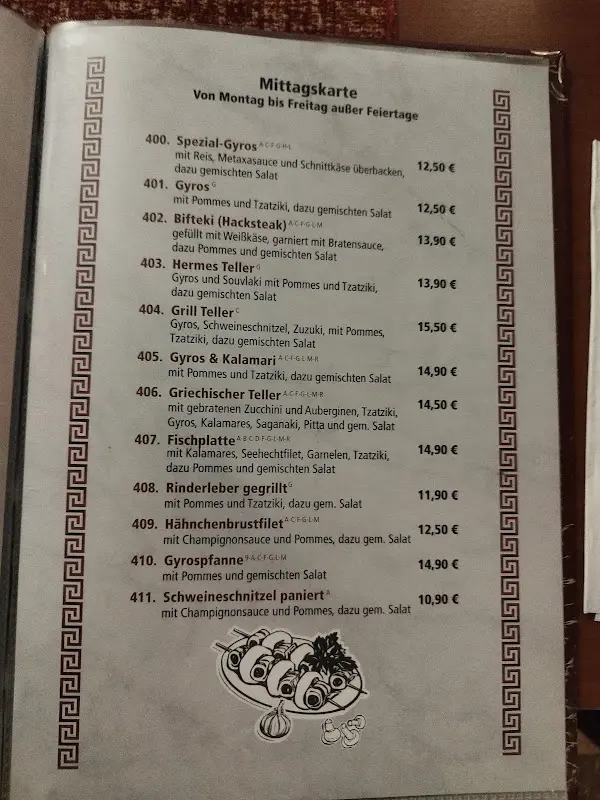 Mittagskarte
Von Montag bis Freitag außer Feiertage
400. Spezial-Gyros A-C-F-G-H-L
mit Reis, Metaxasauce und Schnittkäse überbacken, 12,50 €
dazu gemischten Salat
401. Gyros G
mit Pommes und Tzatziki, dazu gemischten Salat 12,50 €
402. Bifteki (Hacksteak) A-C-F-G-L-M
gefüllt mit Weißkäse, garniert mit Bratensauce, 13,90 €
dazu Pommes und gemischten Salat
403. Hermes Teller G
Gyros und Souvlaki mit Pommes und Tzatziki, 13,90 €
dazu gemischten Salat
404. Grill Teller C
Gyros, Schweineschnitzel, Zuzuki, mit Pommes, 15,50 €
Tzatziki, dazu gemischten Salat
405. Gyros & Kalamari A-C-F-G-L-M-R
mit Pommes und Tzatziki, dazu gemischten Salat 14,90 €
406. Griechischer Teller A-C-F-G-L-M-R
mit gebratenen Zucchini und Auberginen, Tzatziki, 14,50 €
Gyros, Kalamares, Saganaki, Pitta und gem. Salat
407. Fischplatte A-B-C-D-F-G-L-M-R
mit Kalamares, Seehechtfilet, Garnelen, Tzatziki, 14,90 €
dazu Pommes und gemischten Salat
408. Rinderleber gegrillt G
mit Pommes und Tzatziki, dazu gem. Salat 11,90 €
409. Hähnchenbrustfilet A-C-F-G-L-M
mit Champignonsauce und Pommes, dazu gem. Salat 12,50 €
410. Gyrospfanne 9-A-C-F-G-L-M
mit Pommes und gemischten Salat 14,90 €
411. Schweineschnitzel paniert A
mit Champignonsauce und Pommes, dazu gem. Salat 10,90 €